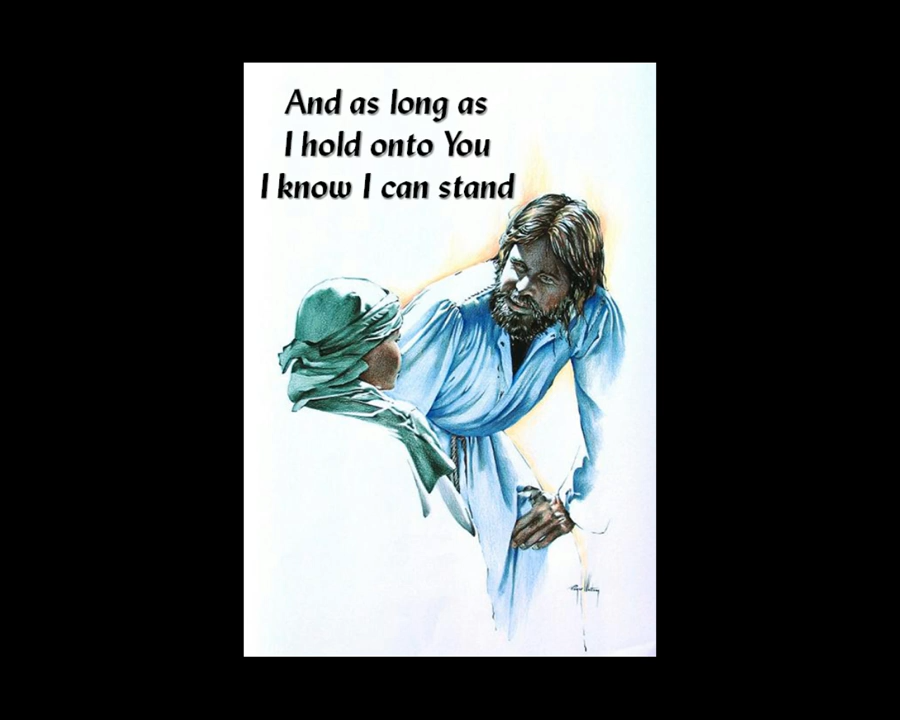 And as long as
I hold onto You
I know I can stand